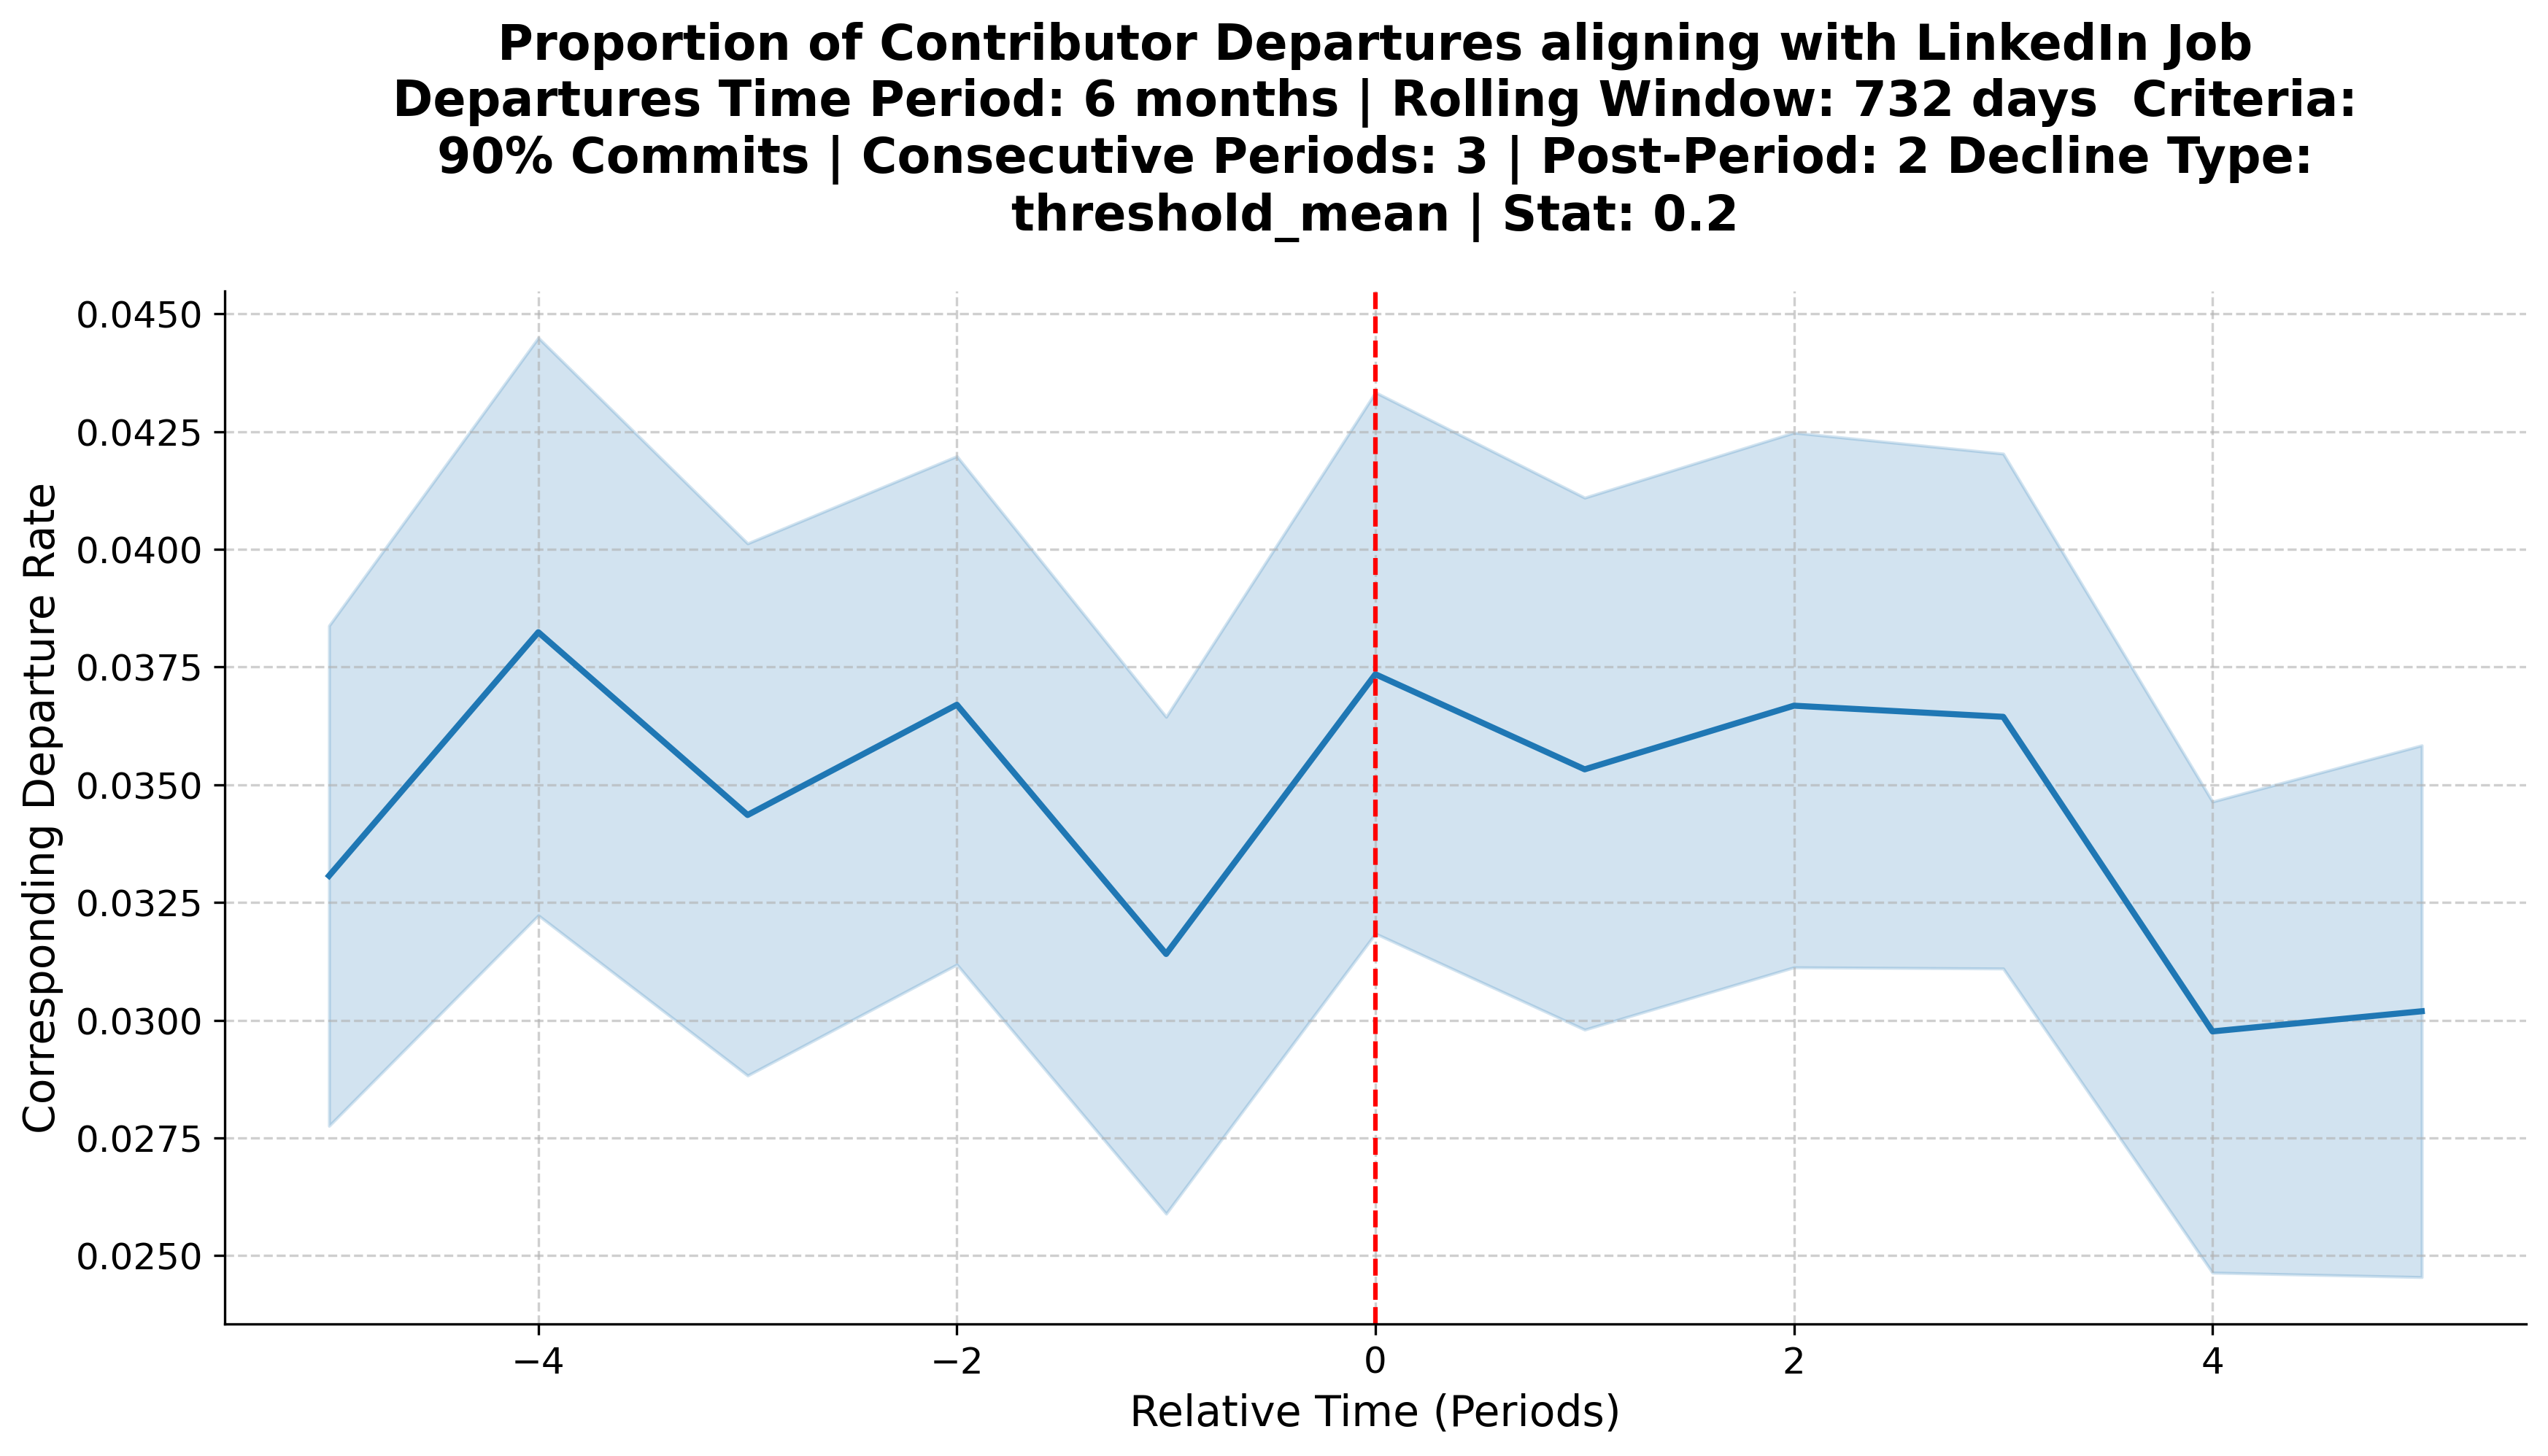 Proportion of Contributor Departures aligning with LinkedIn Job
Departures Time Period: 6 months | Rolling Window: 732 days  Criteria:
90% Commits | Consecutive Periods: 3 | Post-Period: 2 Decline Type:
threshold_mean | Stat: 0.2
Corresponding Departure Rate
0.0450
0.0425
0.0400
0.0375
0.0350
0.0325
0.0300
0.0275
0.0250
−4 −2 0 2 4
Relative Time (Periods)